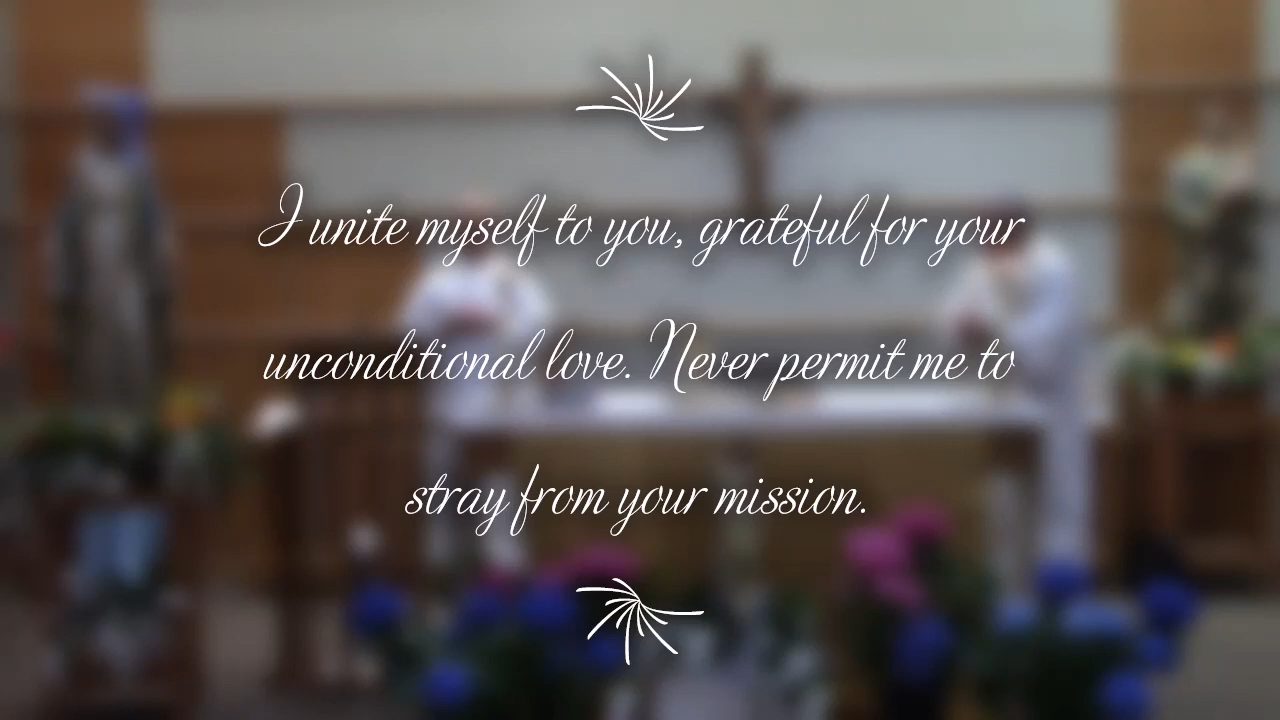 I unite myself to you, grateful for your
unconditional love. Never permit me to
stray from your mission.